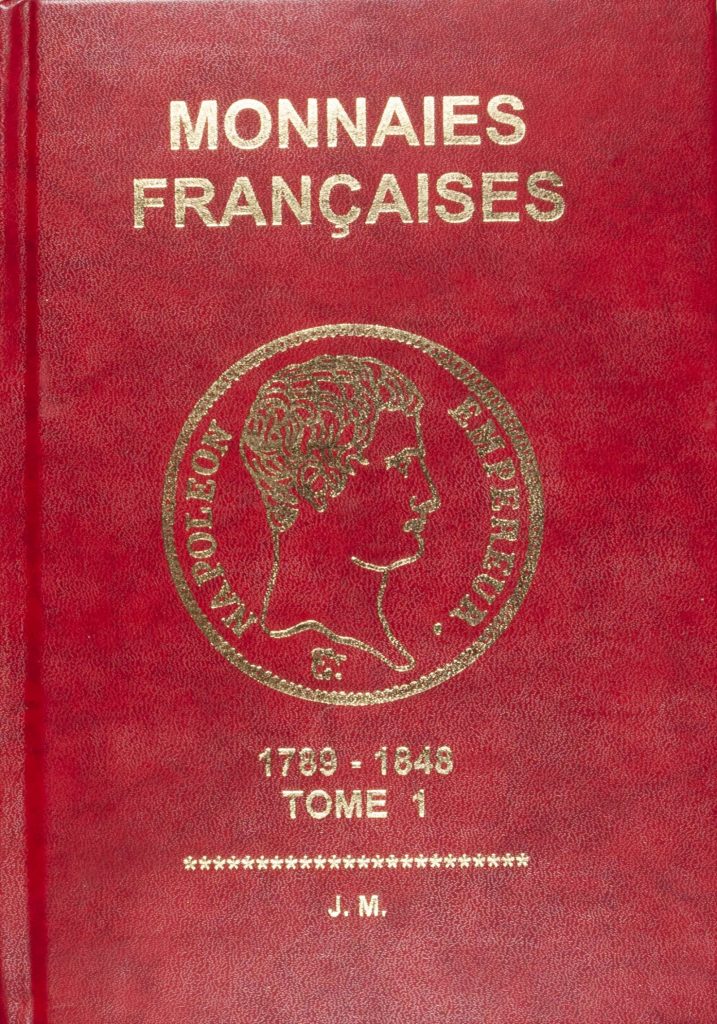 MONNAIES
FRANÇAISES
NAPOLEON EMPEREUR.
1789 - 1848
TOME 1
************************
J. M.